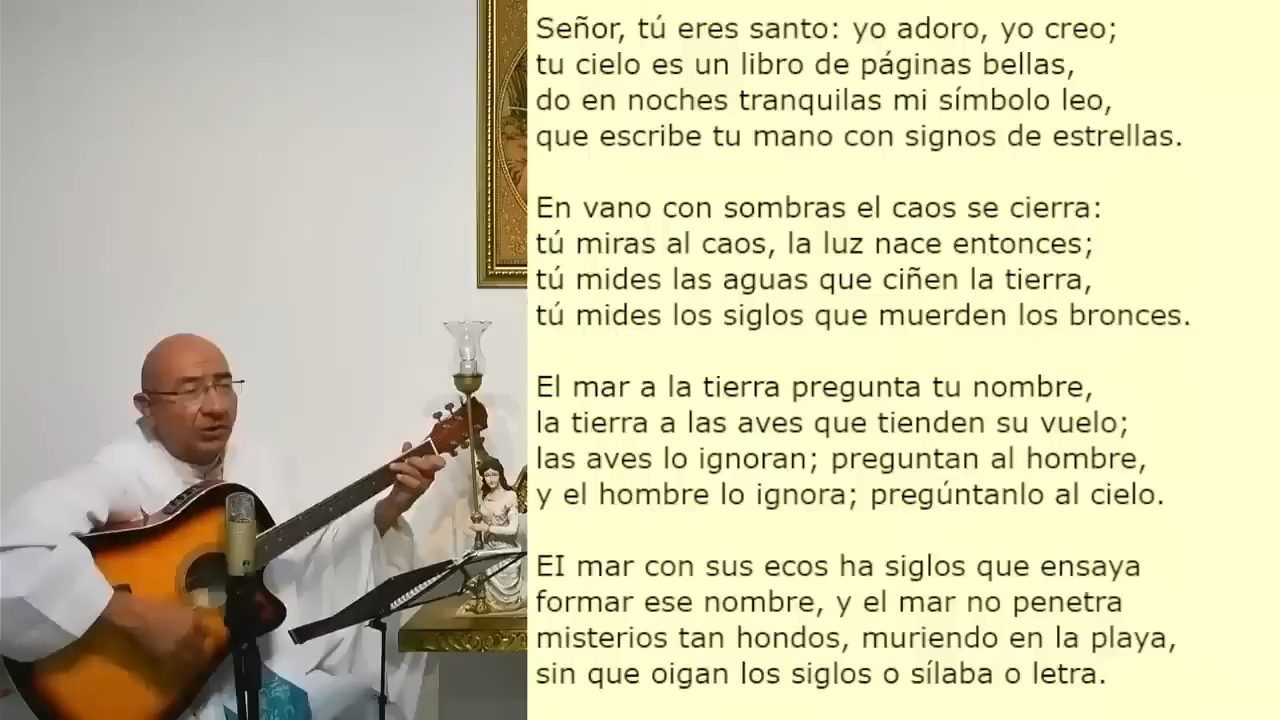 Señor, tú eres santo: yo adoro, yo creo;
tu cielo es un libro de páginas bellas,
do en noches tranquilas mi símbolo leo,
que escribe tu mano con signos de estrellas.
En vano con sombras el caos se cierra:
tú miras al caos, la luz nace entonces;
tú mides las aguas que ciñen la tierra,
tú mides los siglos que muerden los bronces.
El mar a la tierra pregunta tu nombre,
la tierra a las aves que tienden su vuelo;
las aves lo ignoran; preguntan al hombre,
y el hombre lo ignora; pregúntanlo al cielo.
EI mar con sus ecos ha siglos que ensaya
formar ese nombre, y el mar no penetra
misterios tan hondos, muriendo en la playa,
sin que oigan los siglos o sílaba o letra.